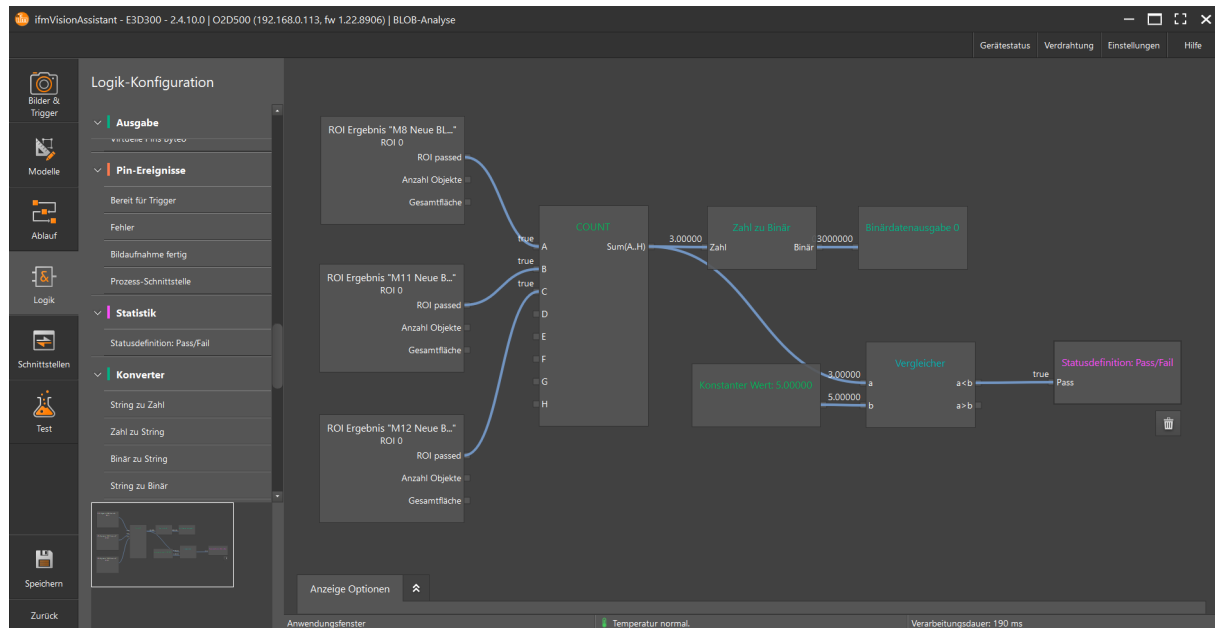 ifmVisionAssistant - E3D300 - 2.4.10.0 | O2D500 (192.168.0.113, fw 1.22.8906) | BLOB-Analyse
Gerätestatus Verdrahtung Einstellungen Hilfe
Bilder &
Trigger
Modelle
Ablauf
Logik
Schnittstellen
Test
Speichern
Zurück
Logik-Konfiguration
Ausgabe
Virtuelle Pins byte0
Pin-Ereignisse
Bereit für Trigger
Fehler
Bildaufnahme fertig
Prozess-Schnittstelle
Statistik
Statusdefinition: Pass/Fail
Konverter
String zu Zahl
Zahl zu String
Binär zu String
String zu Binär
ROI Ergebnis "M8 Neue BL..."
ROI 0
ROI passed
Anzahl Objekte
Gesamtfläche
ROI Ergebnis "M11 Neue B..."
ROI 0
ROI passed
Anzahl Objekte
Gesamtfläche
ROI Ergebnis "M12 Neue B..."
ROI 0
ROI passed
Anzahl Objekte
Gesamtfläche
COUNT
true A Sum(A..H)
true B
true C
D
E
F
G
H
Zahl zu Binär
3.00000 Zahl Binär 3000000
Binärdatenausgabe 0
Konstanter Wert: 5.00000
Vergleicher
3.00000 a a<b
5.00000 b a>b
Statusdefinition: Pass/Fail
true Pass
Anzeige Optionen
Anwendungsfenster Temperatur normal. Verarbeitungsdauer: 190 ms